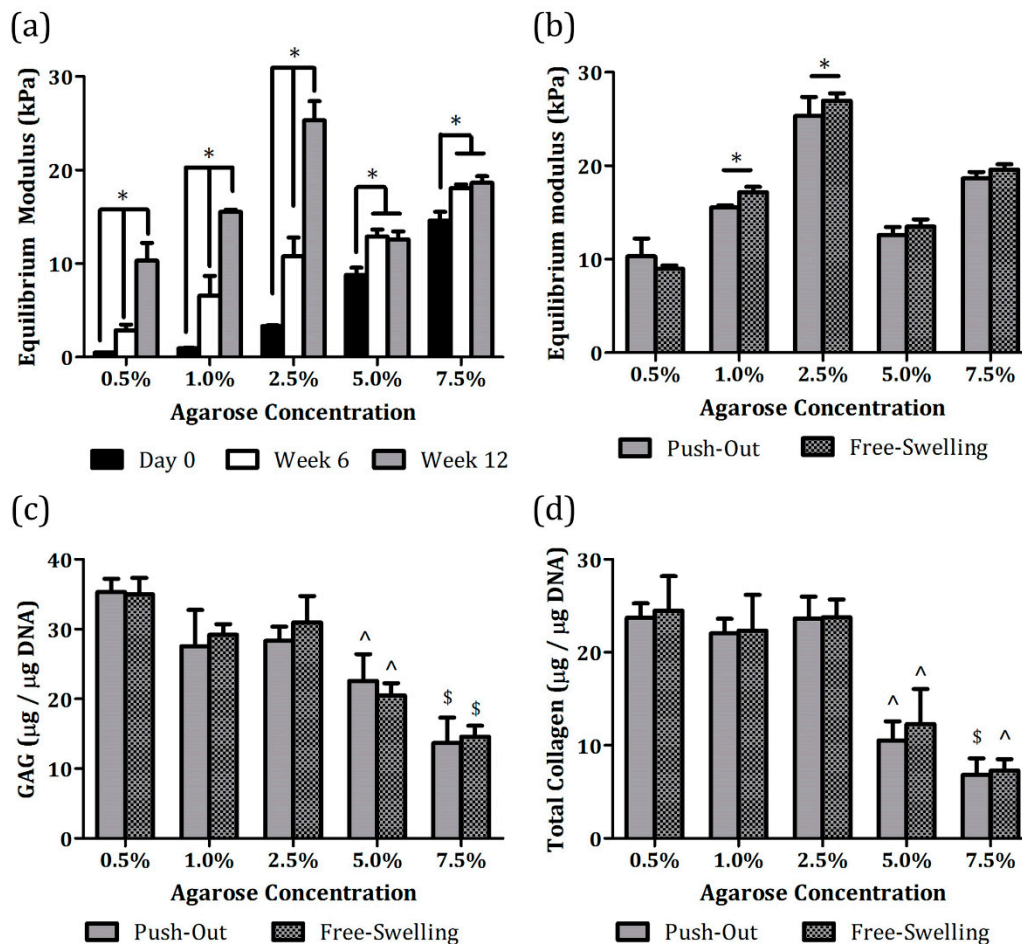 (a)
Equilibrium Modulus (kPa)
30
20
10
0
*
*
*
*
*
0.5% 1.0% 2.5% 5.0% 7.5%
Agarose Concentration
Day 0 Week 6 Week 12
(b)
Equilibrium modulus (kPa)
30
20
10
0
*
*
0.5% 1.0% 2.5% 5.0% 7.5%
Agarose Concentration
Push-Out Free-Swelling
(c)
GAG (µg / µg DNA)
40
30
20
10
0
^
^
$ $
0.5% 1.0% 2.5% 5.0% 7.5%
Agarose Concentration
Push-Out Free-Swelling
(d)
Total Collagen (µg / µg DNA)
30
20
10
0
^
^
$ ^
0.5% 1.0% 2.5% 5.0% 7.5%
Agarose Concentration
Push-Out Free-Swelling